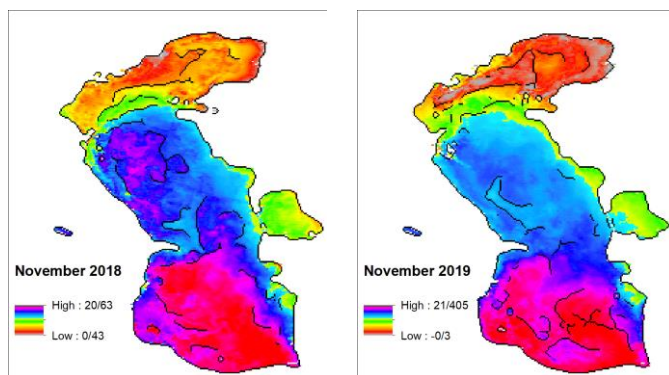 November 2018
High : 20/63
Low : 0/43
November 2019
High : 21/405
Low : -0/3